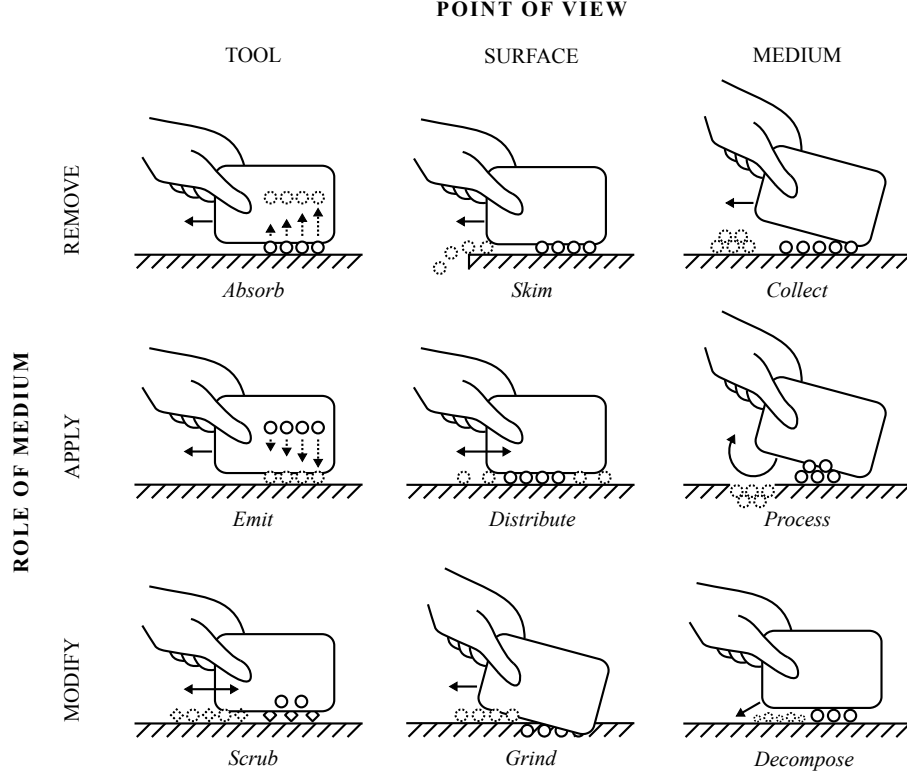 POINT OF VIEW
TOOL SURFACE MEDIUM
ROLE OF MEDIUM
REMOVE
Absorb Skim Collect
APPLY
Emit Distribute Process
MODIFY
Scrub Grind Decompose